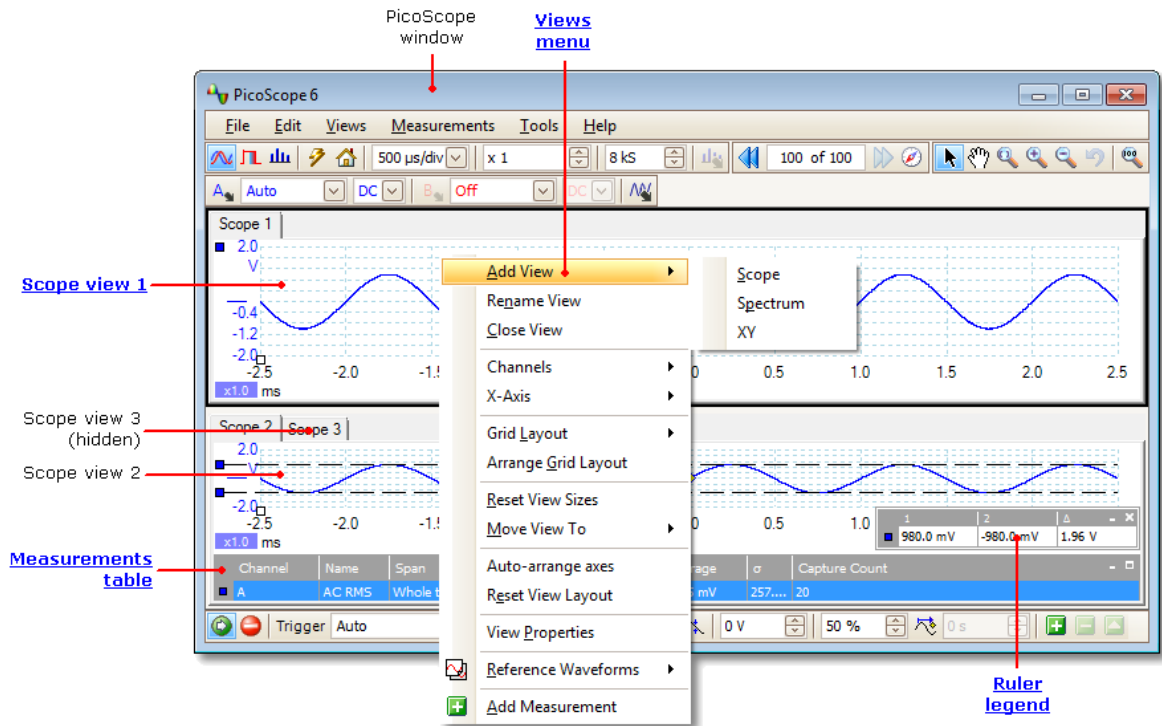 PicoScope
window
Views
menu
PicoScope 6
File Edit Views Measurements Tools Help
500 µs/div x 1 8 kS 100 of 100
A Auto DC B Off DC
Scope 1
2.0
V
-0.4
-1.2
-2.0
-2.5 -2.0 0.5 1.0 1.5 2.0 2.5
x1.0 ms
Scope view 1
Add View
Rename View
Close View
Channels
X-Axis
Grid Layout
Arrange Grid Layout
Reset View Sizes
Move View To
Auto-arrange axes
Reset View Layout
View Properties
Reference Waveforms
Add Measurement
Scope
Spectrum
XY
Scope view 3
(hidden)
Scope view 2
Scope 2 Scope 3
2.0
V
-2.0
-2.5 -2.0 0.5 1.0
x1.0 ms
1 2 Δ
980.0 mV -980.0 mV 1.96 V
Measurements
table
Channel Name Span σ Capture Count
A AC RMS Whole mV 257.... 20
Trigger Auto 0 V 50 % 0 s
Ruler
legend